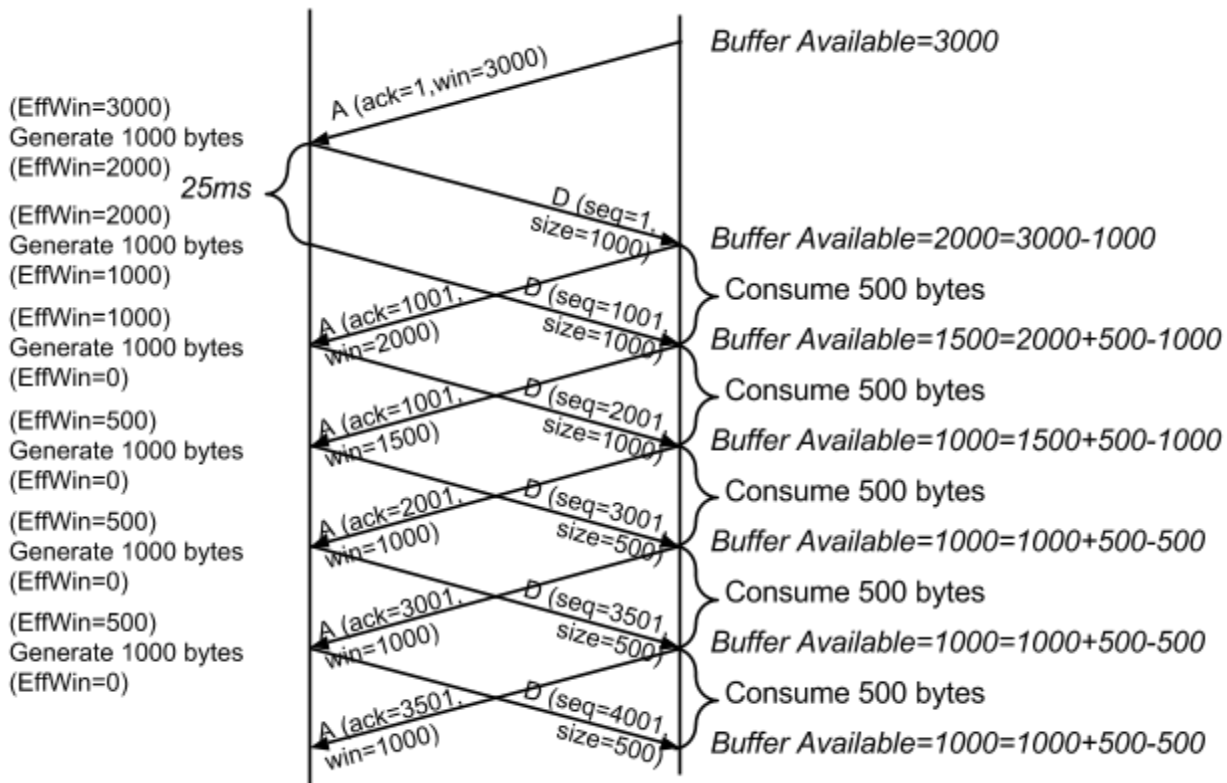 Buffer Available=3000
A (ack=1,win=3000)
(EffWin=3000)
Generate 1000 bytes
(EffWin=2000)
25ms
D (seq=1,
size=1000)
(EffWin=2000)
Generate 1000 bytes
(EffWin=1000)
Buffer Available=2000=3000-1000
Consume 500 bytes
A (ack=1001,
win=2000)
D (seq=1001,
size=1000)
(EffWin=1000)
Generate 1000 bytes
(EffWin=0)
Buffer Available=1500=2000+500-1000
Consume 500 bytes
A (ack=1001,
win=1500)
D (seq=2001,
size=1000)
(EffWin=500)
Generate 1000 bytes
(EffWin=0)
Buffer Available=1000=1500+500-1000
Consume 500 bytes
A (ack=2001,
win=1000)
D (seq=3001,
size=500)
(EffWin=500)
Generate 1000 bytes
(EffWin=0)
Buffer Available=1000=1000+500-500
Consume 500 bytes
A (ack=3001,
win=1000)
D (seq=3501,
size=500)
(EffWin=500)
Generate 1000 bytes
(EffWin=0)
Buffer Available=1000=1000+500-500
Consume 500 bytes
A (ack=3501,
win=1000)
D (seq=4001,
size=500)
Buffer Available=1000=1000+500-500